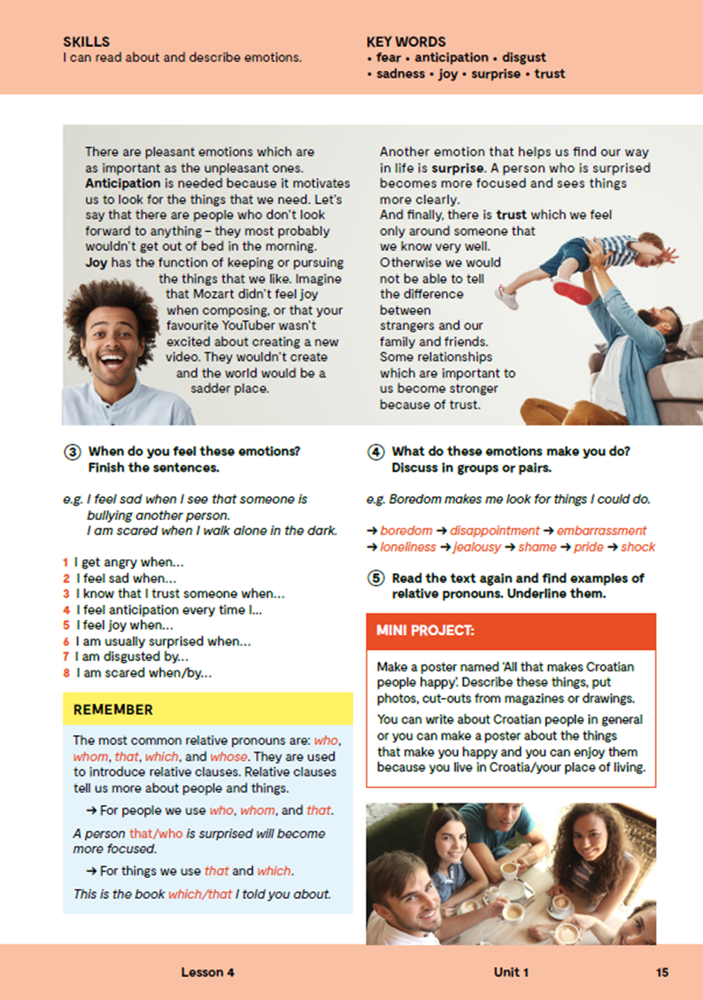 SKILLS
I can read about and describe emotions.
KEY WORDS
• fear • anticipation • disgust
• sadness • joy • surprise • trust
There are pleasant emotions which are
as important as the unpleasant ones.
Anticipation is needed because it motivates
us to look for the things that we need. Let's
say that there are people who don't look
forward to anything – they most probably
wouldn't get out of bed in the morning.
Joy has the function of keeping or pursuing
the things that we like. Imagine
that Mozart didn't feel joy
when composing, or that your
favourite YouTuber wasn't
excited about creating a new
video. They wouldn't create
and the world would be a
sadder place.
Another emotion that helps us find our way
in life is surprise. A person who is surprised
becomes more focused and sees things
more clearly.
And finally, there is trust which we feel
only around someone that
we know very well.
Otherwise we would
not be able to tell
the difference
between
strangers and our
family and friends.
Some relationships
which are important to
us become stronger
because of trust.
3 When do you feel these emotions?
Finish the sentences.
e.g. I feel sad when I see that someone is
bullying another person.
I am scared when I walk alone in the dark.
1 I get angry when...
2 I feel sad when...
3 I know that I trust someone when...
4 I feel anticipation every time I...
5 I feel joy when...
6 I am usually surprised when...
7 I am disgusted by...
8 I am scared when/by...
REMEMBER
The most common relative pronouns are: who,
whom, that, which, and whose. They are used
to introduce relative clauses. Relative clauses
tell us more about people and things.
→ For people we use who, whom, and that.
A person that/who is surprised will become
more focused.
→ For things we use that and which.
This is the book which/that I told you about.
4 What do these emotions make you do?
Discuss in groups or pairs.
e.g. Boredom makes me look for things I could do.
→ boredom → disappointment → embarrassment
→ loneliness → jealousy → shame → pride → shock
5 Read the text again and find examples of
relative pronouns. Underline them.
MINI PROJECT:
Make a poster named 'All that makes Croatian
people happy'. Describe these things, put
photos, cut-outs from magazines or drawings.
You can write about Croatian people in general
or you can make a poster about the things
that make you happy and you can enjoy them
because you live in Croatia/your place of living.
Lesson 4
Unit 1
15